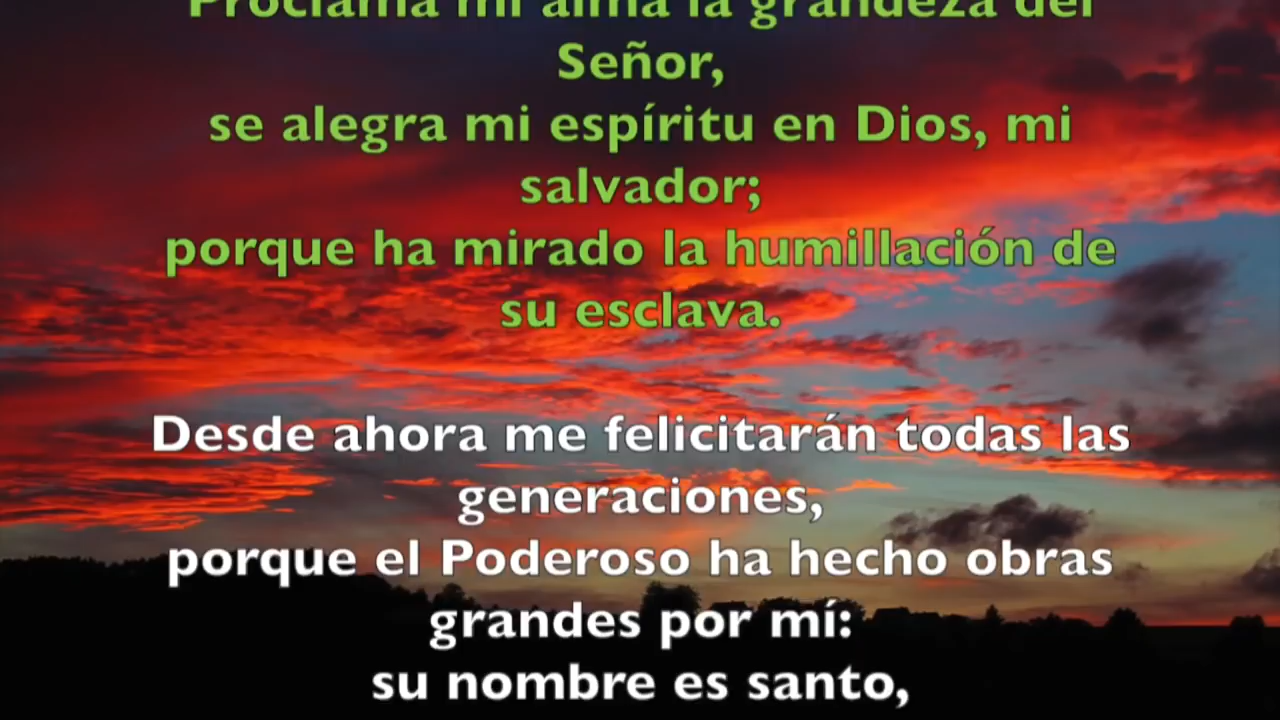 Proclama mi alma la grandeza del
Señor,
se alegra mi espíritu en Dios, mi
salvador;
porque ha mirado la humillación de
su esclava.
Desde ahora me felicitarán todas las
generaciones,
porque el Poderoso ha hecho obras
grandes por mí:
su nombre es santo,